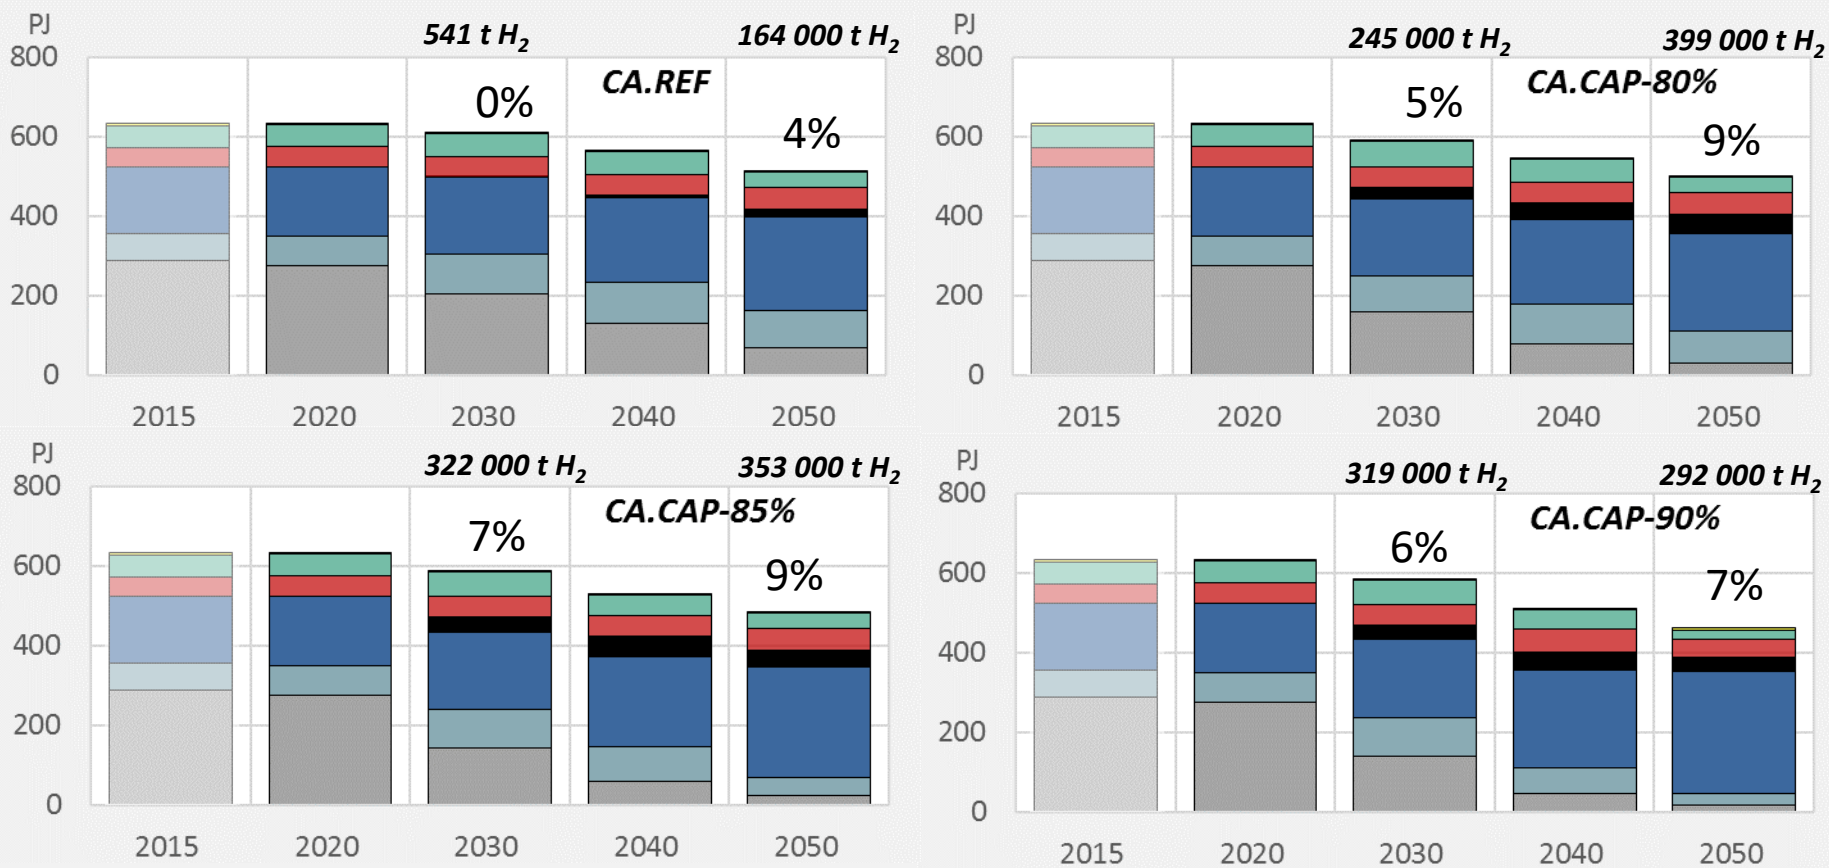 PJ
541 t H2
164 000 t H2
800
CA.REF
0%
4%
600
400
200
0
2015 2020 2030 2040 2050
PJ
245 000 t H2
399 000 t H2
800
CA.CAP-80%
5%
9%
600
400
200
0
2015 2020 2030 2040 2050
PJ
322 000 t H2
353 000 t H2
800
CA.CAP-85%
7%
9%
600
400
200
0
2015 2020 2030 2040 2050
PJ
319 000 t H2
292 000 t H2
800
CA.CAP-90%
6%
7%
600
400
200
0
2015 2020 2030 2040 2050